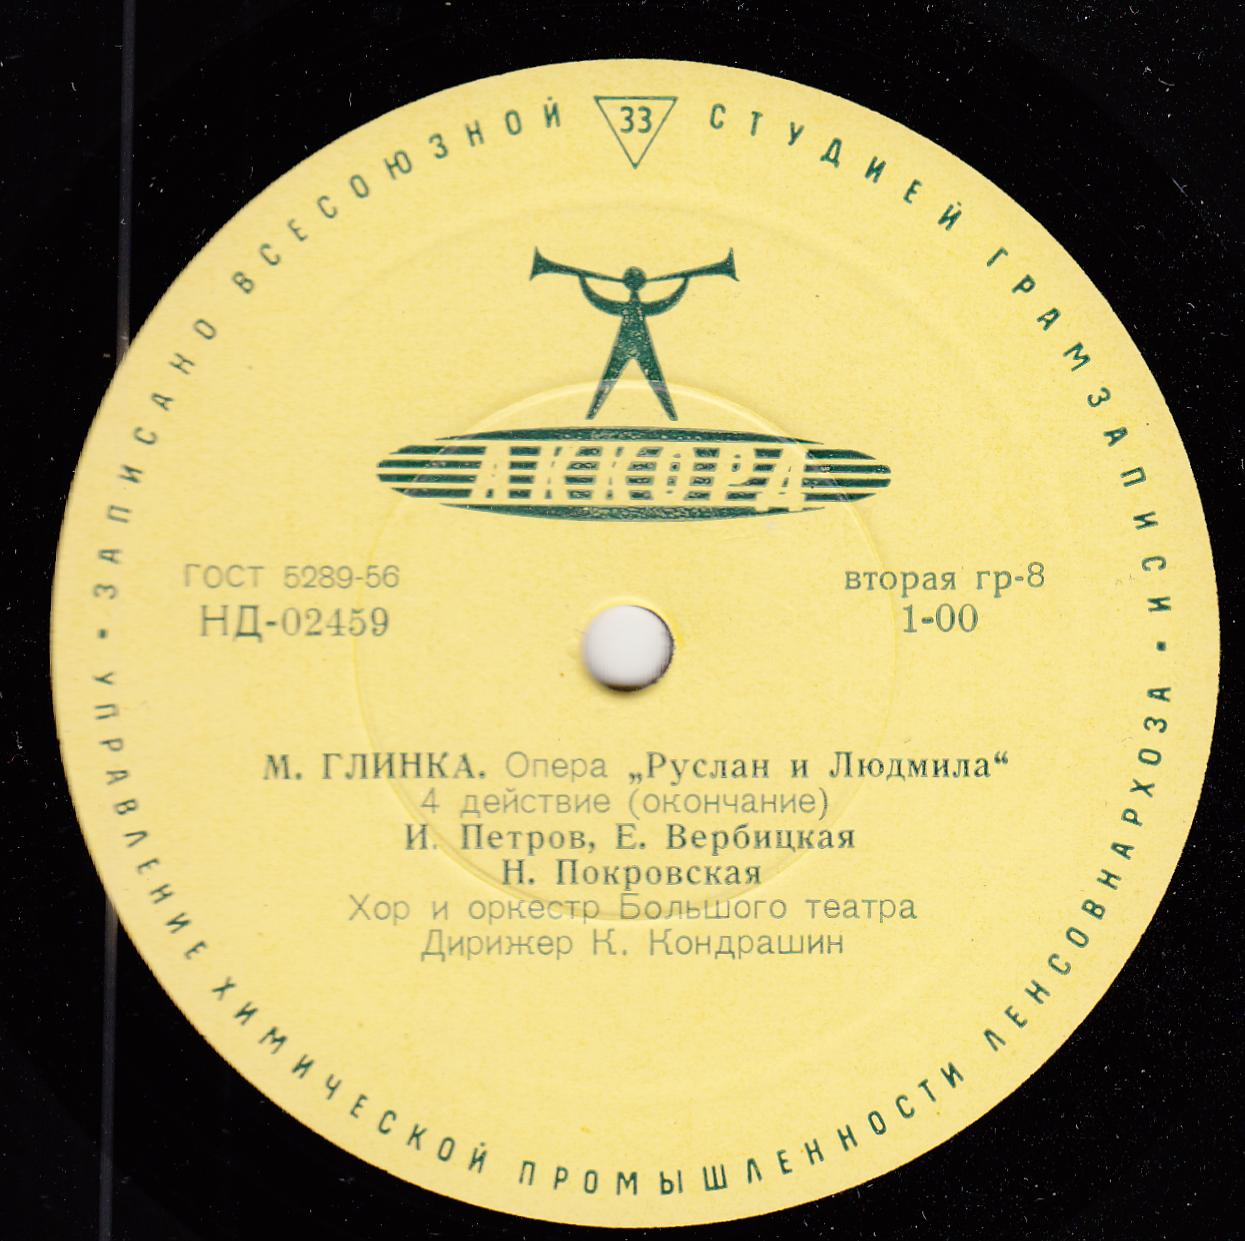 ЗАПИСАНО ВСЕСОЮЗНОЙ 33 СТУДИЕЙ ГРАМЗАПИСИ •
АККОРД
ГОСТ 5289-56
НД-02459
вторая гр-8
1-00
М. ГЛИНКА. Опера „Руслан и Людмила“
4 действие (окончание)
И. Петров, Е. Вербицкая
Н. Покровская
Хор и оркестр Большого театра
Дирижер К. Кондрашин
УПРАВЛЕНИЕ ХИМИЧЕСКОЙ ПРОМЫШЛЕННОСТИ ЛЕНСОВНАРХОЗА •